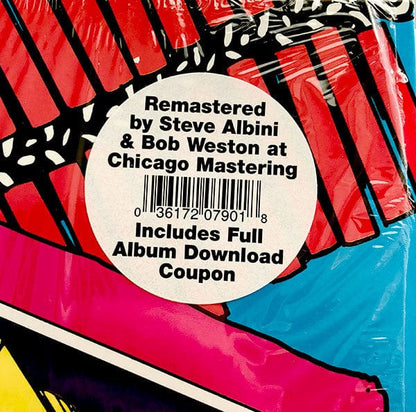 Remastered
by Steve Albini
& Bob Weston at
Chicago Mastering
0 36172 07901 8
Includes Full
Album Download
Coupon